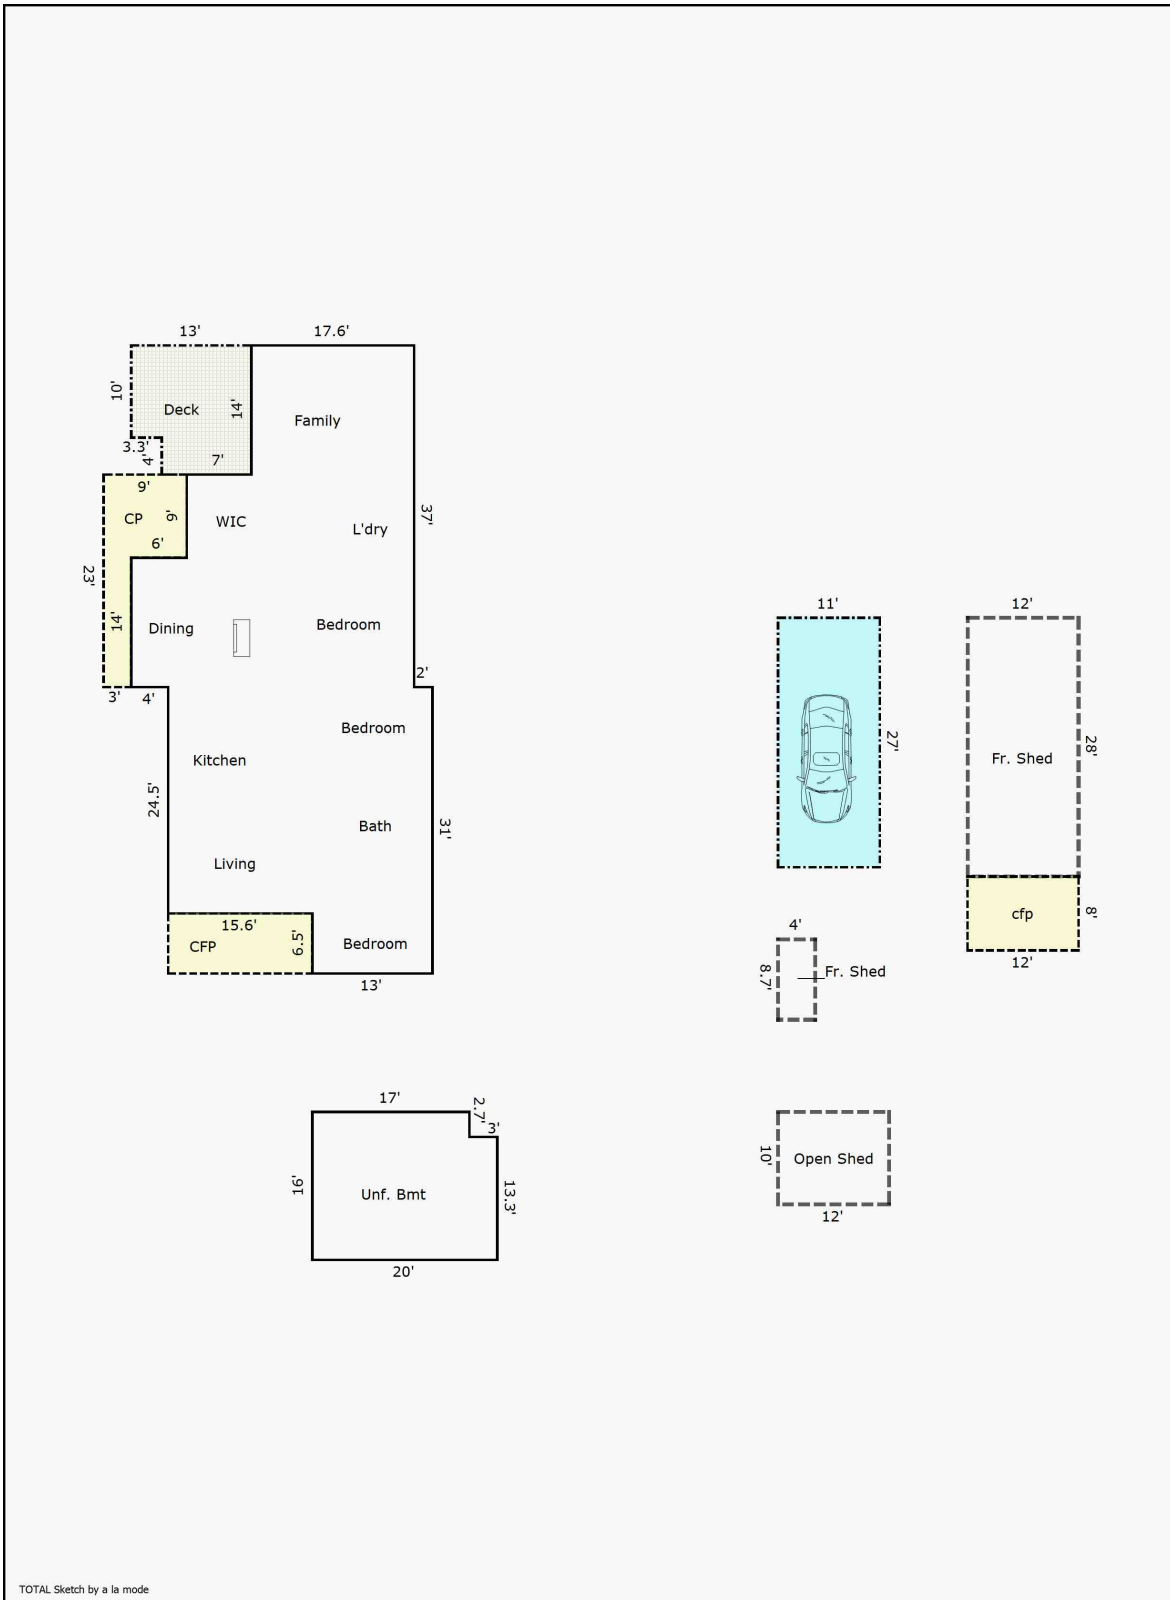 13'
17.6'
10'
Deck
14'
Family
3.3'
4'
7'
9'
CP
9'
WIC
37'
L'dry
6'
23'
14'
Dining
Bedroom
11'
12'
2'
3'
4'
Bedroom
Kitchen
27'
28'
Fr. Shed
24.5'
Bath
31'
Living
15.6'
6.5'
CFP
Bedroom
4'
cfp
8'
12'
8.7'
Fr. Shed
13'
17'
2.7'
3'
16'
Unf. Bmt
13.3'
20'
10'
Open Shed
12'
TOTAL Sketch by a la mode